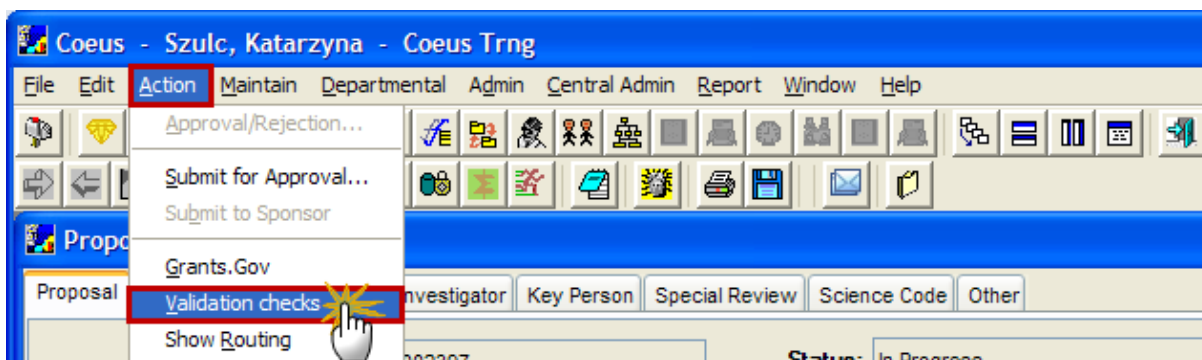 Coeus - Szulc, Katarzyna - Coeus Trng
File Edit Action Maintain Departmental Admin Central Admin Report Window Help
Approval/Rejection...
Submit for Approval...
Submit to Sponsor
Propo
Grants.Gov
Proposal Investigator Key Person Special Review Science Code Other
Validation checks
Show Routing
Status: In Progress